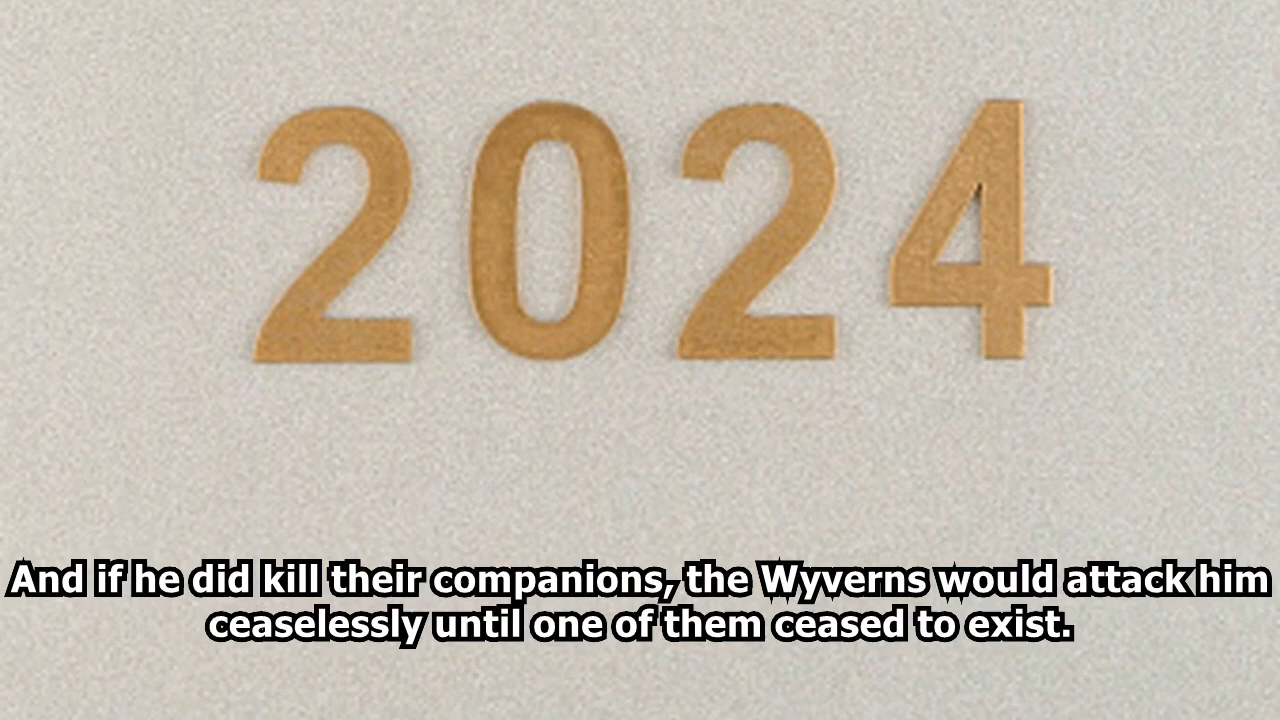 2024
And if he did kill their companions, the Wyverns would attack him
ceaselessly until one of them ceased to exist.